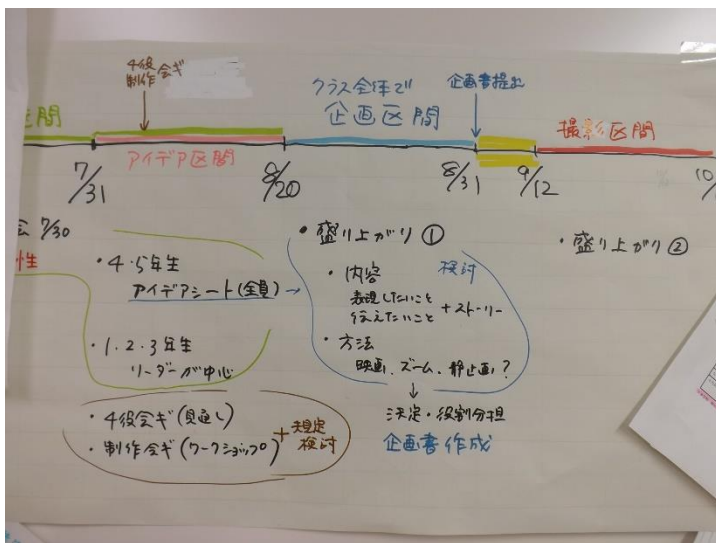 4役
制作会ギ
クラス全体で
企画区間
企画書提出
区間
アイデア区間
撮影区間
7/31
8/20
8/31
9/12
10/
会 7/30
性
・4・5年生
アイデアシート(全員)→
・1.2.3年生
リーダーが中心
・4役会ギ(見通し)
・制作会ギ(ワークショップ)
+規定
検討
・盛り上がり①
・内容
検討
表現したいこと
伝えたいこと
+ストーリー
・方法
映画、ズーム、静止画?
↓
決定・役割分担
企画書作成
・盛り上がり②